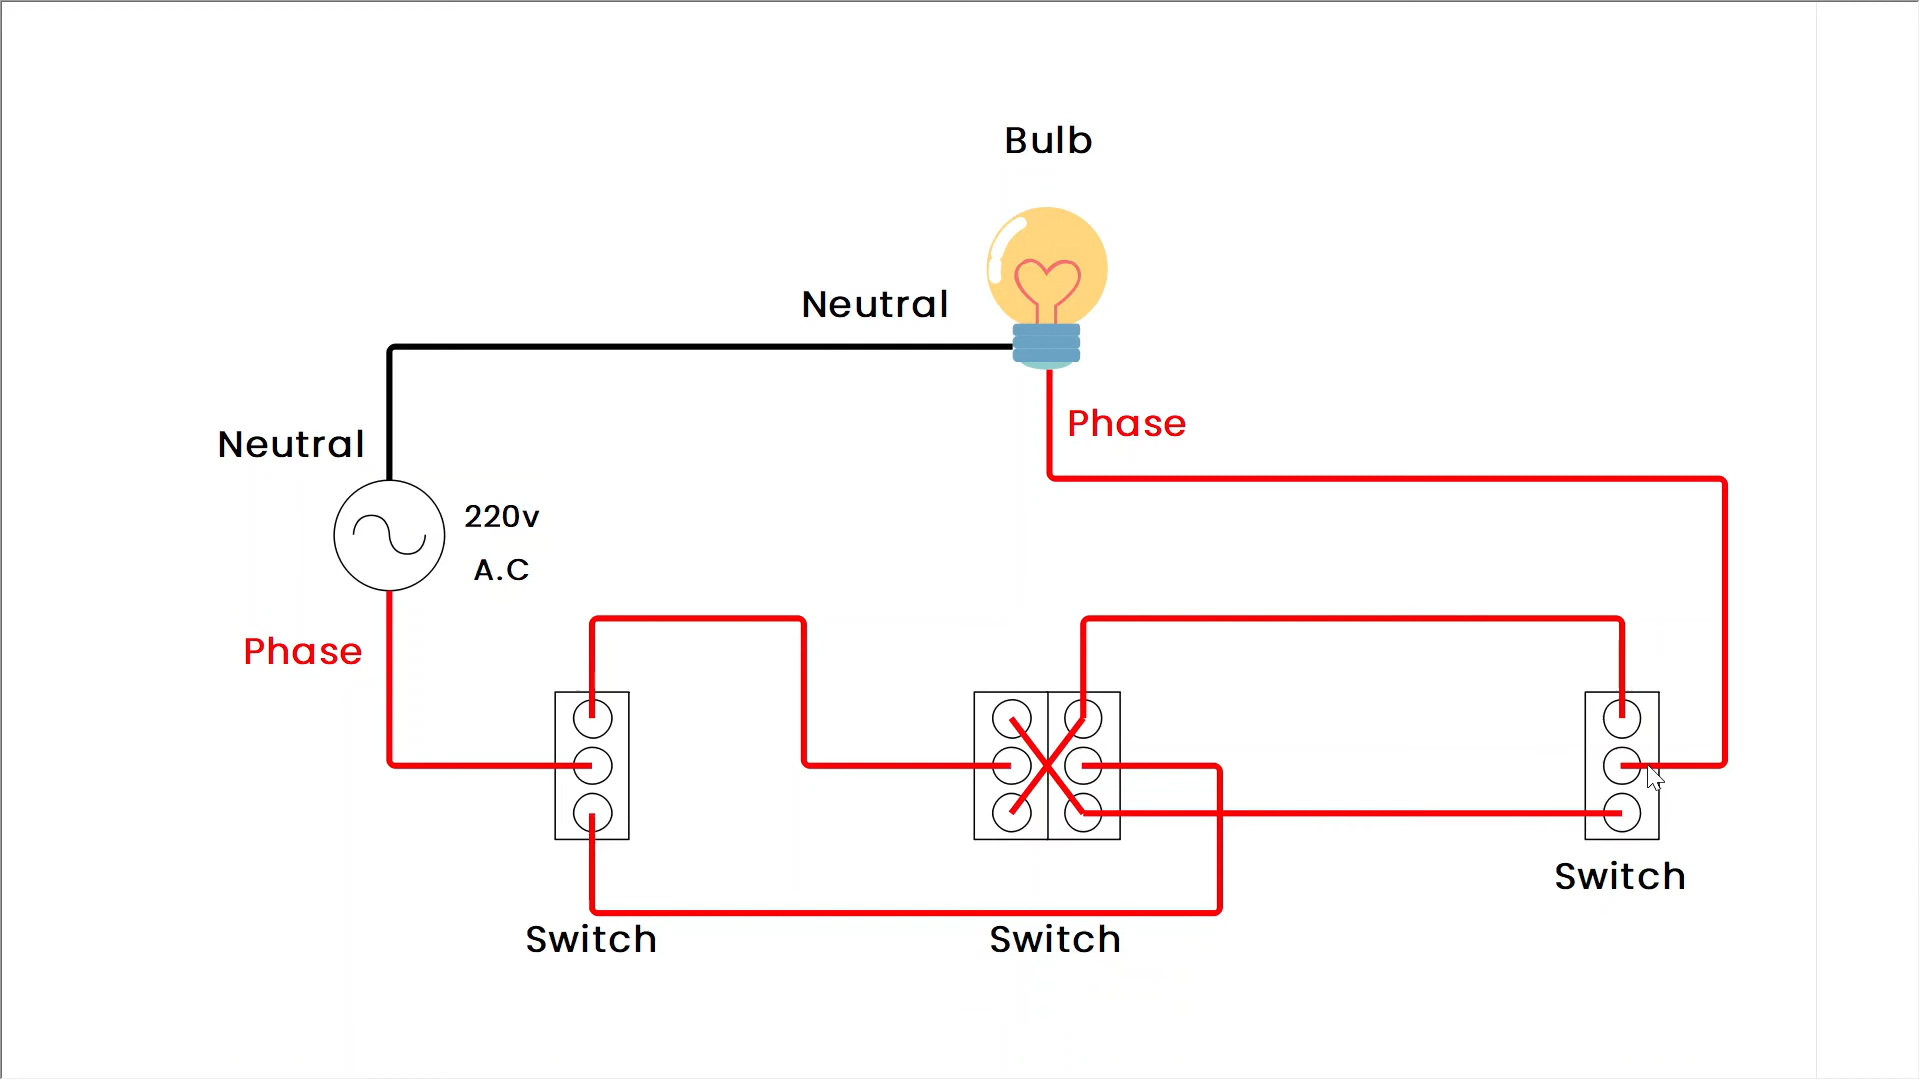 Bulb
Neutral
Phase
Neutral
220v
A.C
Phase
Switch
Switch
Switch